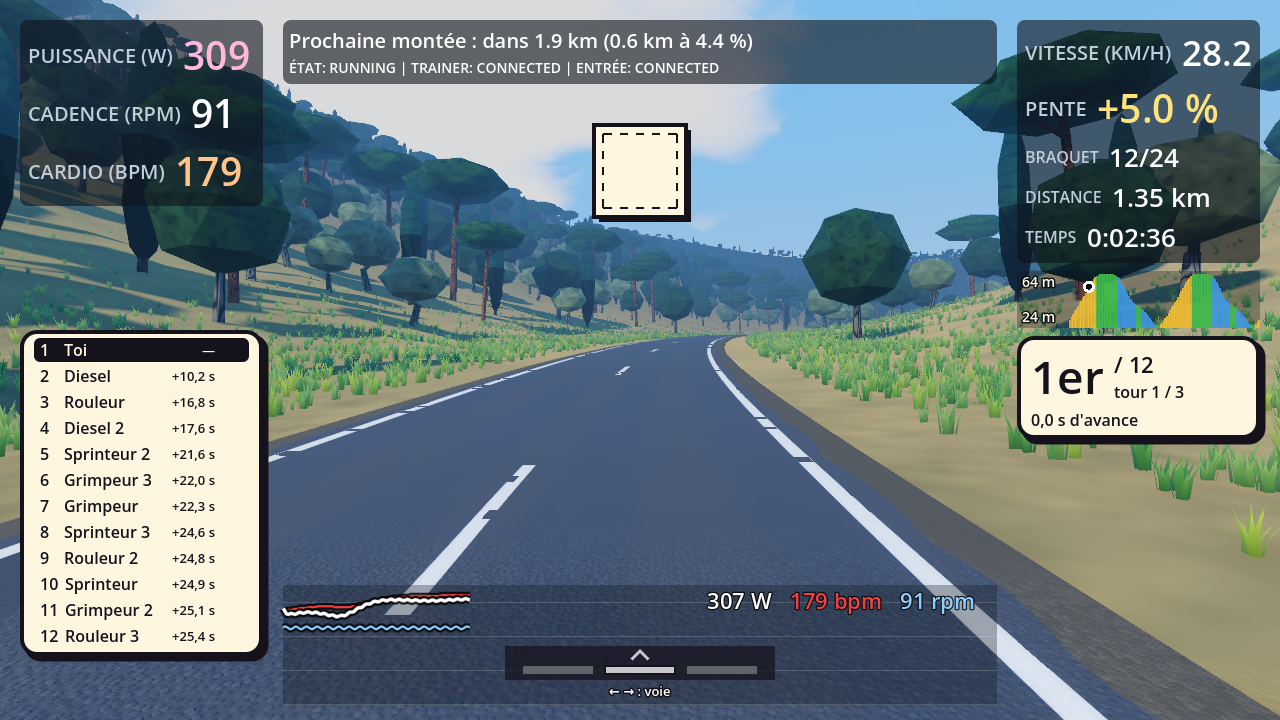 PUISSANCE (W) 309
CADENCE (RPM) 91
CARDIO (BPM) 179
Prochaine montée : dans 1.9 km (0.6 km à 4.4 %)
ÉTAT: RUNNING | TRAINER: CONNECTED | ENTRÉE: CONNECTED
VITESSE (KM/H) 28.2
PENTE +5.0 %
BRAQUET 12/24
DISTANCE 1.35 km
TEMPS 0:02:36
64 m
24 m
1er / 12
tour 1 / 3
0,0 s d'avance
1 Toi —
2 Diesel +10,2 s
3 Rouleur +16,8 s
4 Diesel 2 +17,6 s
5 Sprinteur 2 +21,6 s
6 Grimpeur 3 +22,0 s
7 Grimpeur +22,3 s
8 Sprinteur 3 +24,6 s
9 Rouleur 2 +24,8 s
10 Sprinteur +24,9 s
11 Grimpeur 2 +25,1 s
12 Rouleur 3 +25,4 s
307 W 179 bpm 91 rpm
← → : voie